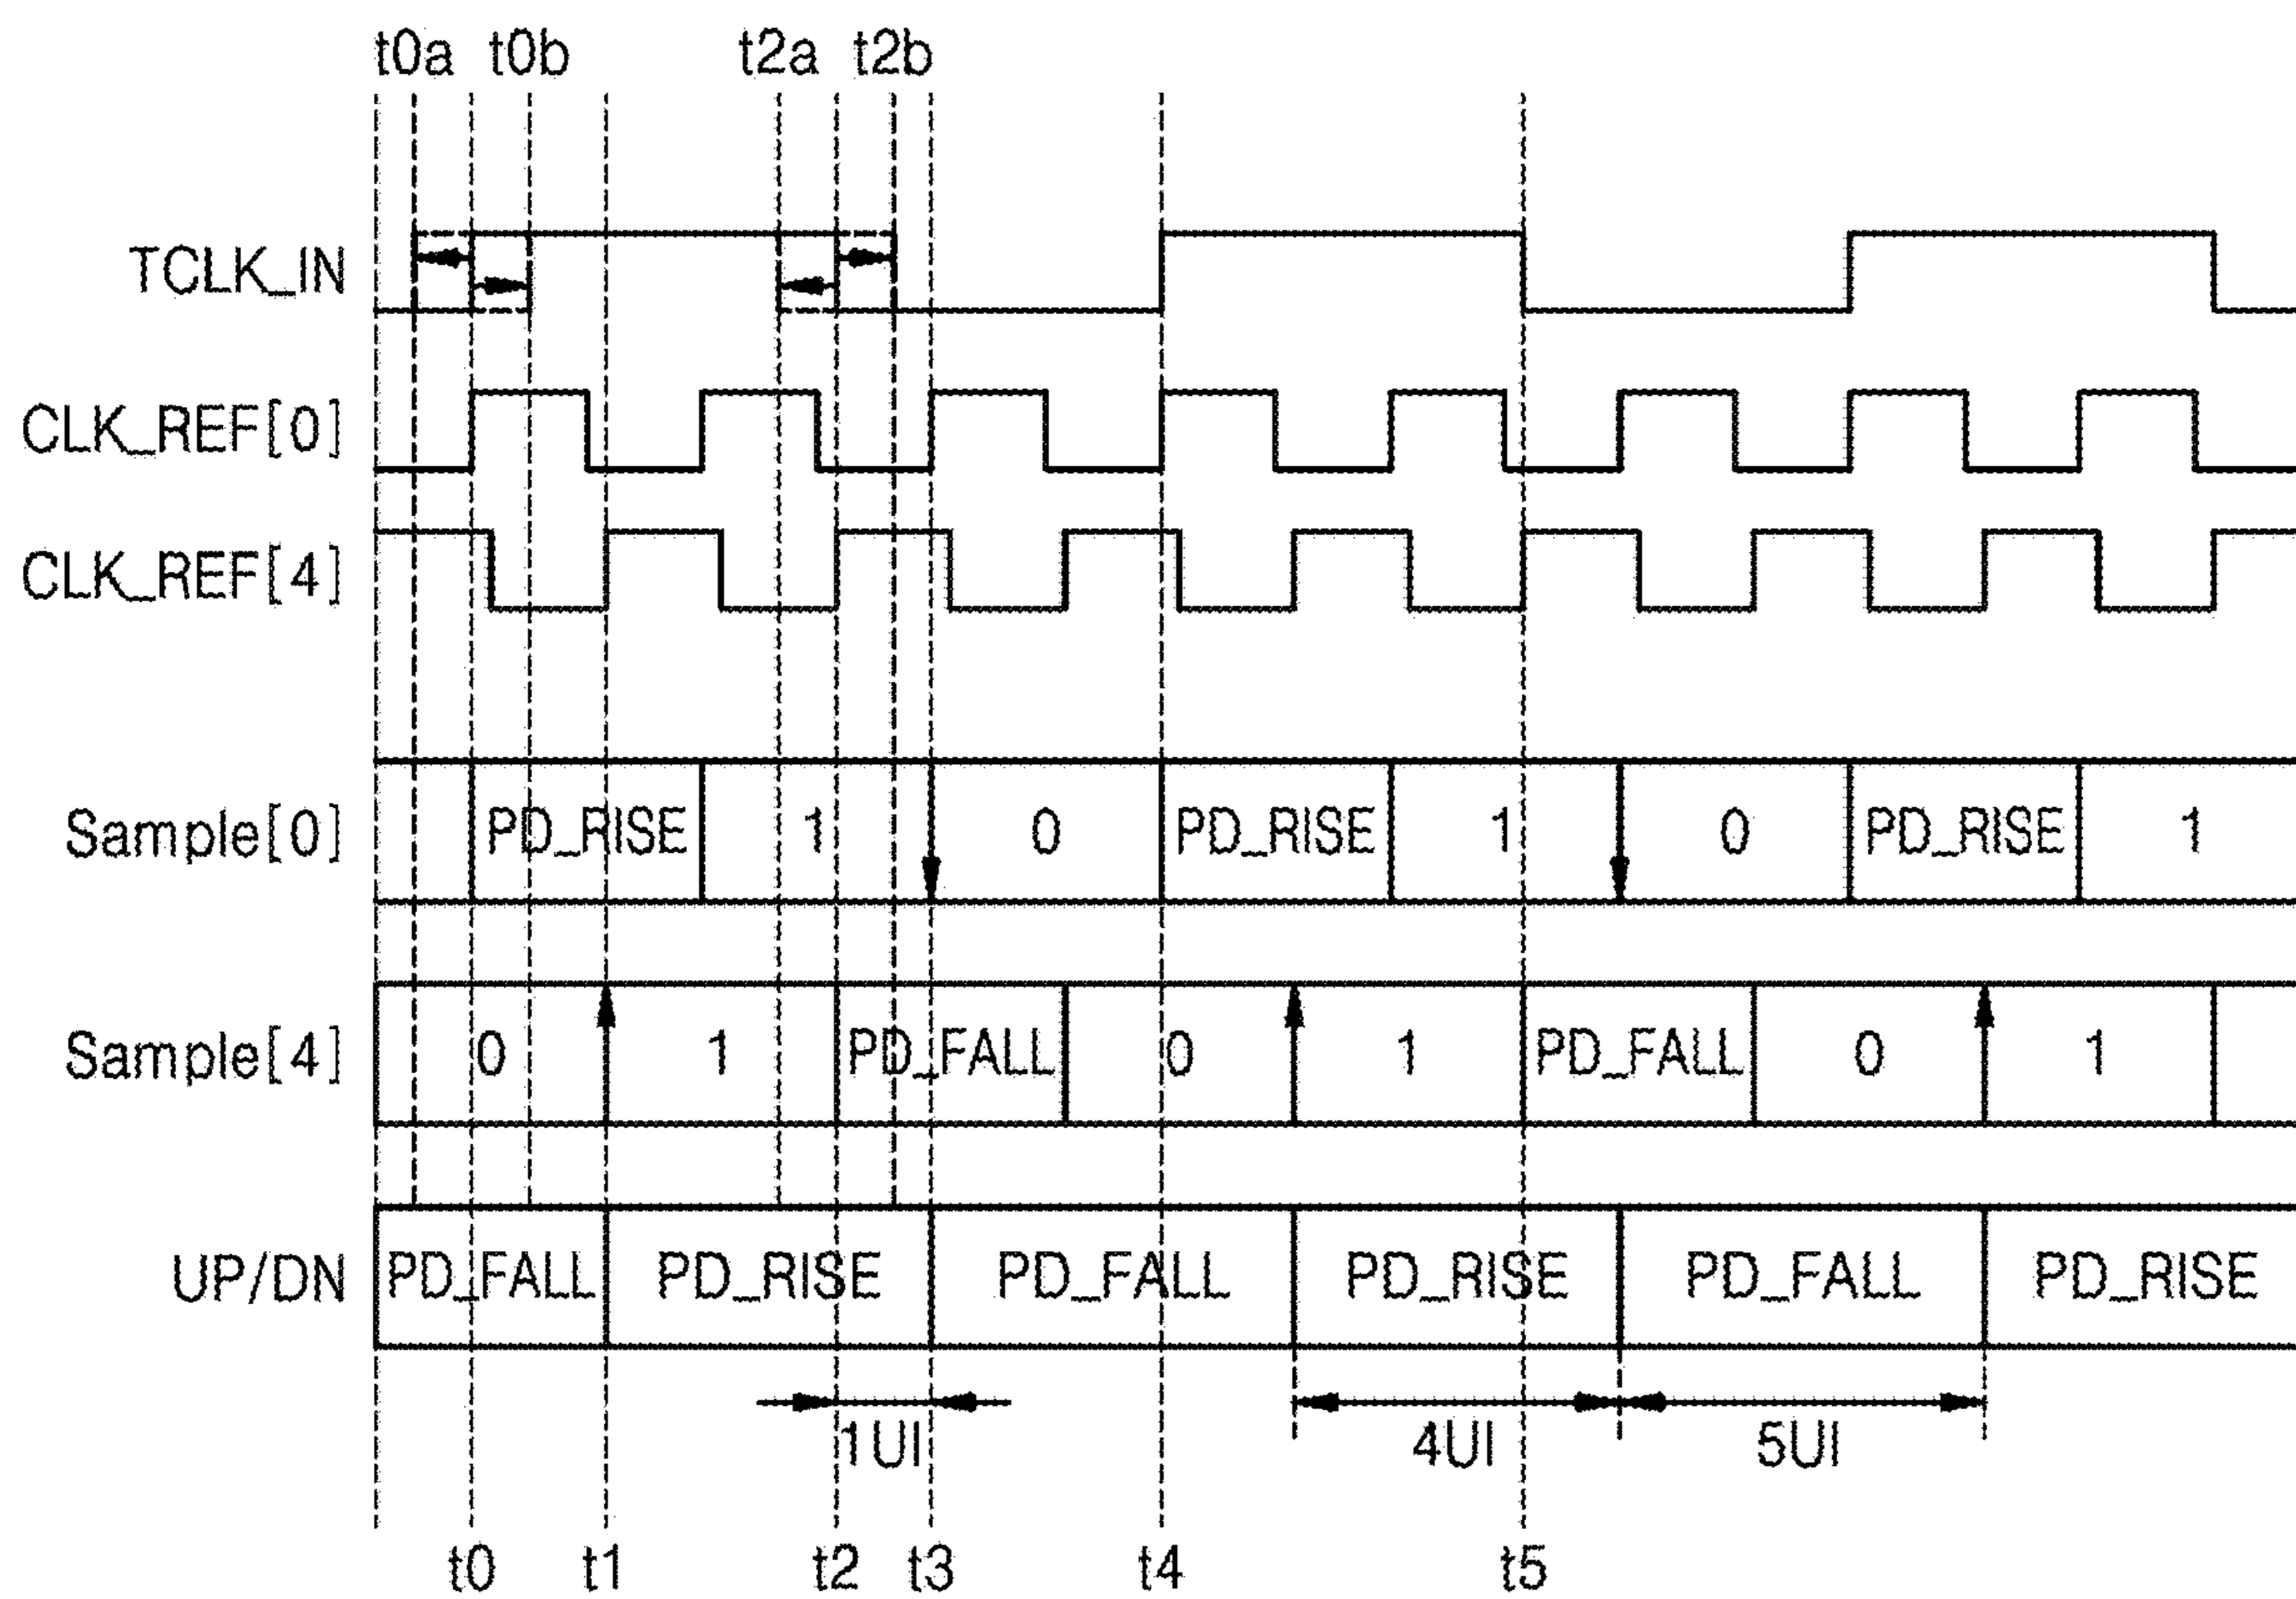 t0a t0b t2a t2b
TCLK_IN
CLK_REF[0]
CLK_REF[4]
Sample[0] PD_RISE 1 0 PD_RISE 1 0 PD_RISE 1
Sample[4] 0 1 PD_FALL 0 1 PD_FALL 0 1
UP/DN PD_FALL PD_RISE PD_FALL PD_RISE PD_FALL PD_RISE
1UI 4UI 5UI
t0 t1 t2 t3 t4 t5